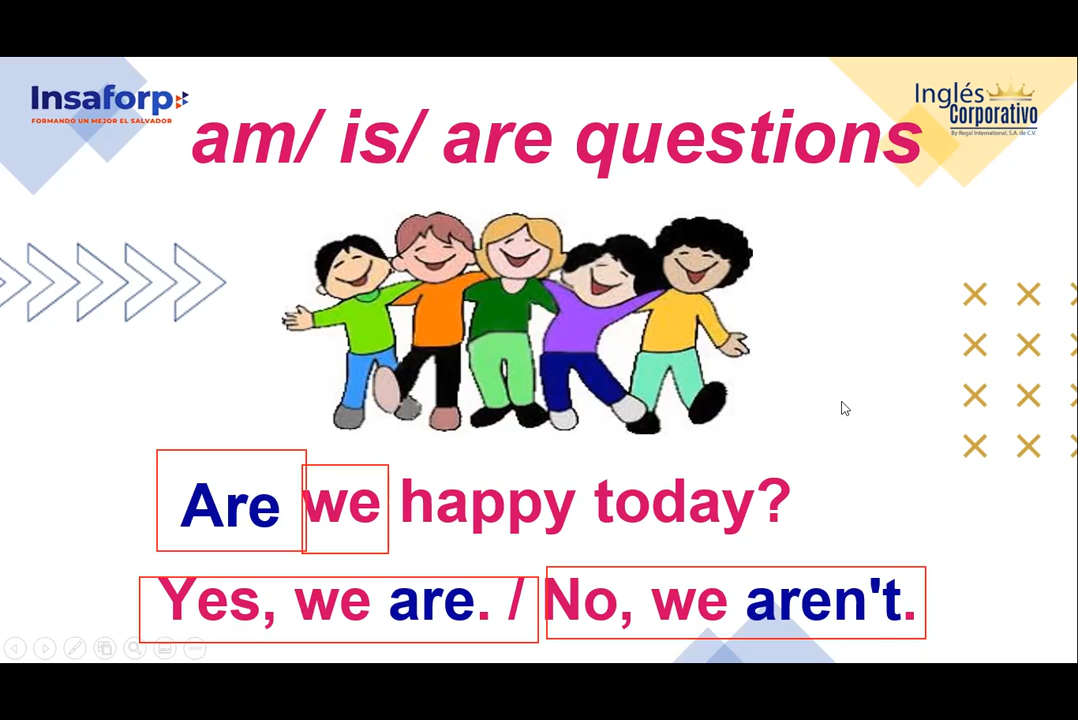 Insaforp
FORMANDO UN MEJOR EL SALVADOR
Inglés
Corporativo
By Regal International, S.A. de C.V.
am/ is/ are questions
Are we happy today?
Yes, we are. / No, we aren't.